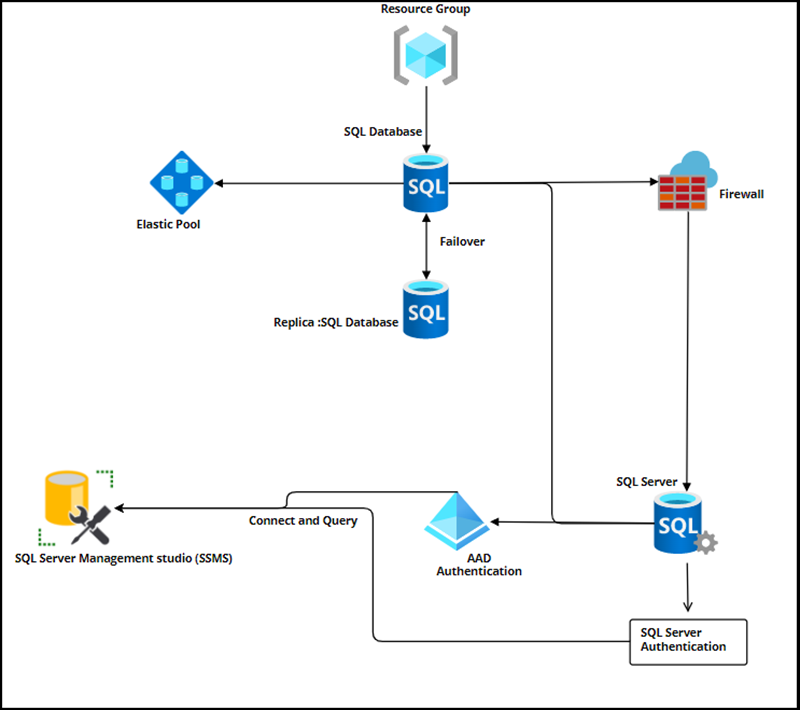 Resource Group
SQL Database
SQL
Elastic Pool
Firewall
Failover
SQL
Replica :SQL Database
SQL Server
SQL
Connect and Query
SQL Server Management studio (SSMS)
AAD
Authentication
SQL Server
Authentication